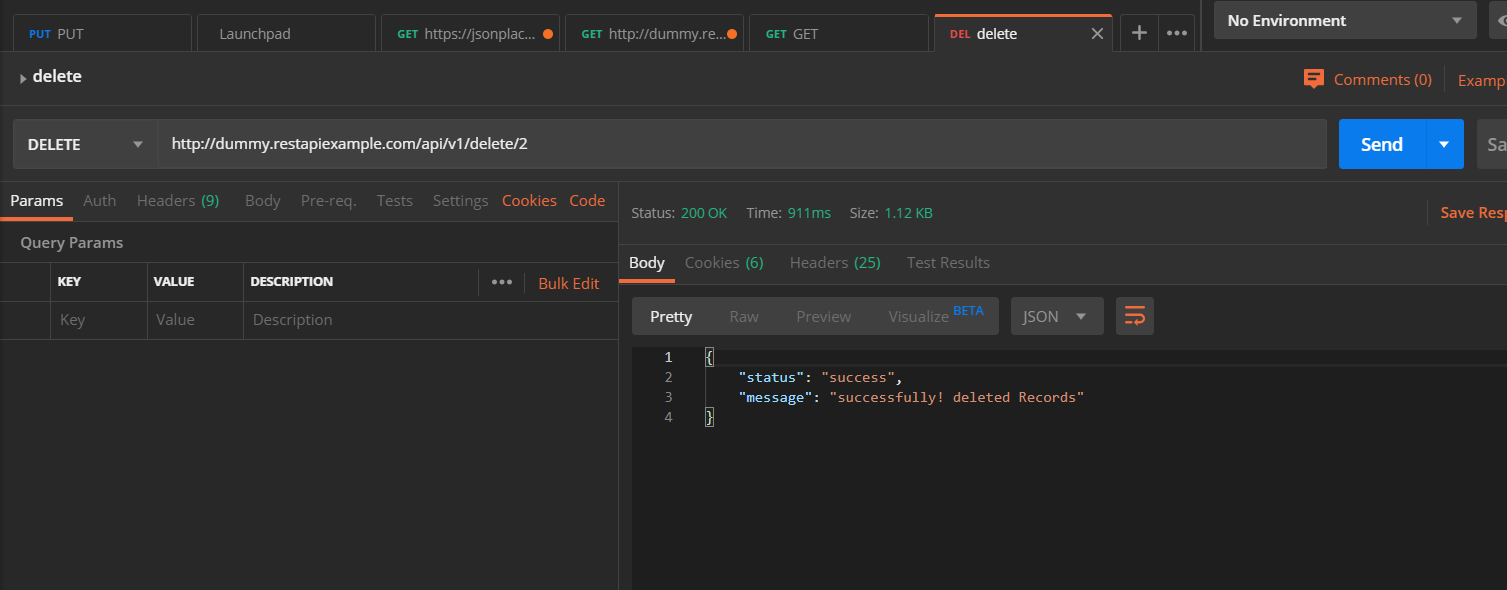 PUT PUT Launchpad GET https://jsonplac... GET http://dummy.re... GET GET DEL delete No Environment
delete
Comments (0)
DELETE http://dummy.restapiexample.com/api/v1/delete/2 Send
Params Auth Headers (9) Body Pre-req. Tests Settings Cookies Code
Query Params
KEY VALUE DESCRIPTION Bulk Edit
Key Value Description
Status: 200 OK Time: 911ms Size: 1.12 KB Save
Body Cookies (6) Headers (25) Test Results
Pretty Raw Preview Visualize BETA JSON
1 {
2 "status": "success",
3 "message": "successfully! deleted Records"
4 }